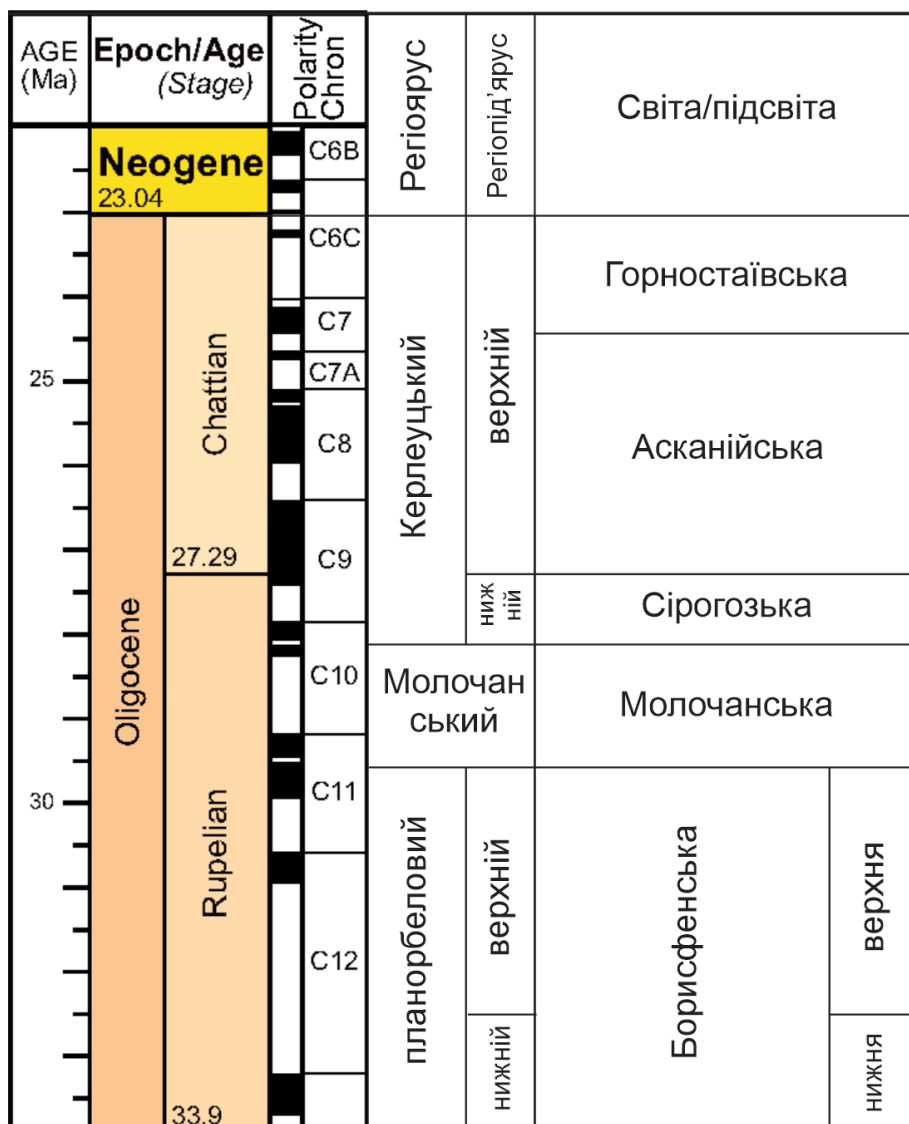 AGE
(Ma)
Epoch/Age
(Stage)
Polarity
Chron
Регіоярус
Регіопід’ярус
Світа/підсвіта
Neogene
23.04
C6B
C6C
C7
C7A
C8
C9
C10
C11
C12
25
30
Oligocene
Chattian
27.29
Rupelian
33.9
Керлеуцький
верхній
ниж
ній
Горностаївська
Асканійська
Сірогозька
Молочан
ський
Молочанська
планорбеловий
верхній
нижній
Борисфенська
верхня
нижня